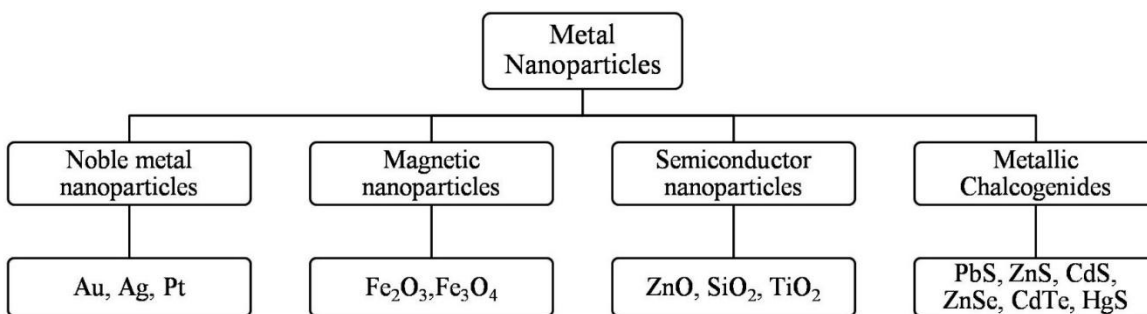 Metal
Nanoparticles
Noble metal
nanoparticles
Magnetic
nanoparticles
Semiconductor
nanoparticles
Metallic
Chalcogenides
Au, Ag, Pt
Fe₂O₃,Fe₃O₄
ZnO, SiO₂, TiO₂
PbS, ZnS, CdS,
ZnSe, CdTe, HgS